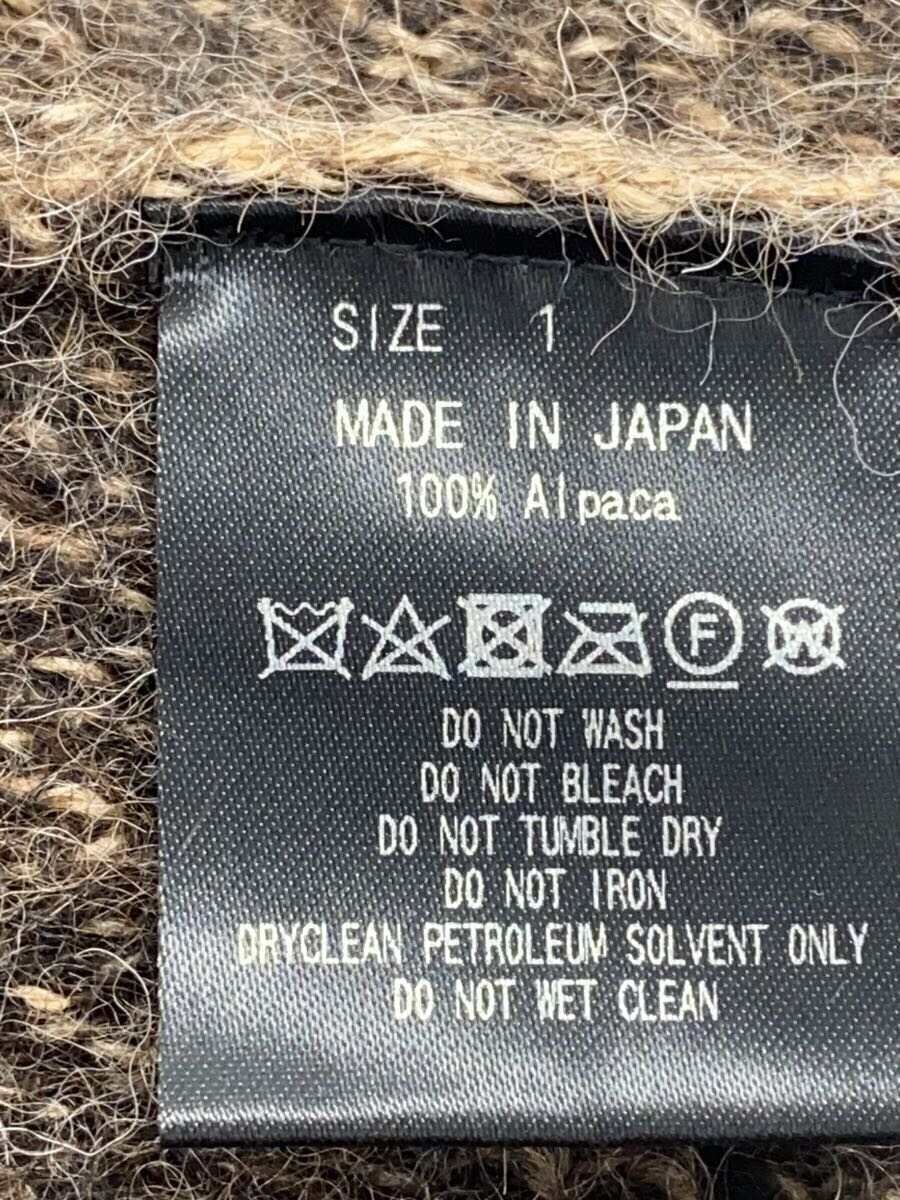 SIZE 1
MADE IN JAPAN
100% Alpaca
F W
DO NOT WASH
DO NOT BLEACH
DO NOT TUMBLE DRY
DO NOT IRON
DRYCLEAN PETROLEUM SOLVENT ONLY
DO NOT WET CLEAN